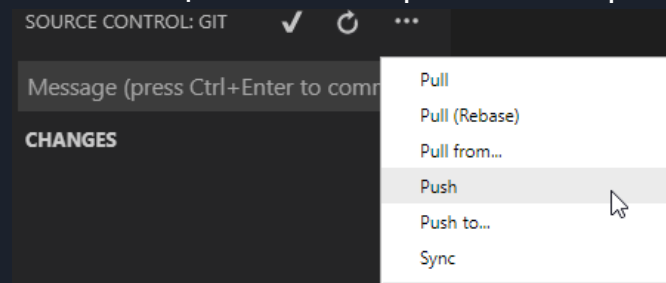 SOURCE CONTROL: GIT
Message (press Ctrl+Enter to comm
CHANGES
Pull
Pull (Rebase)
Pull from...
Push
Push to...
Sync